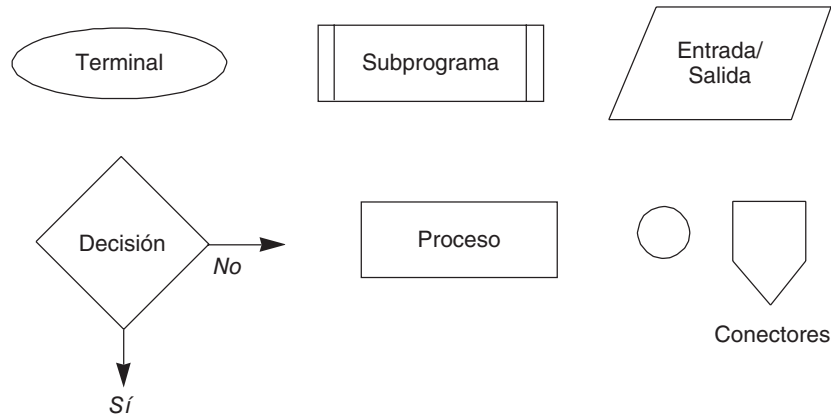 Terminal
Subprograma
Entrada/
Salida
Decisión
No
Proceso
Conectores
Sí